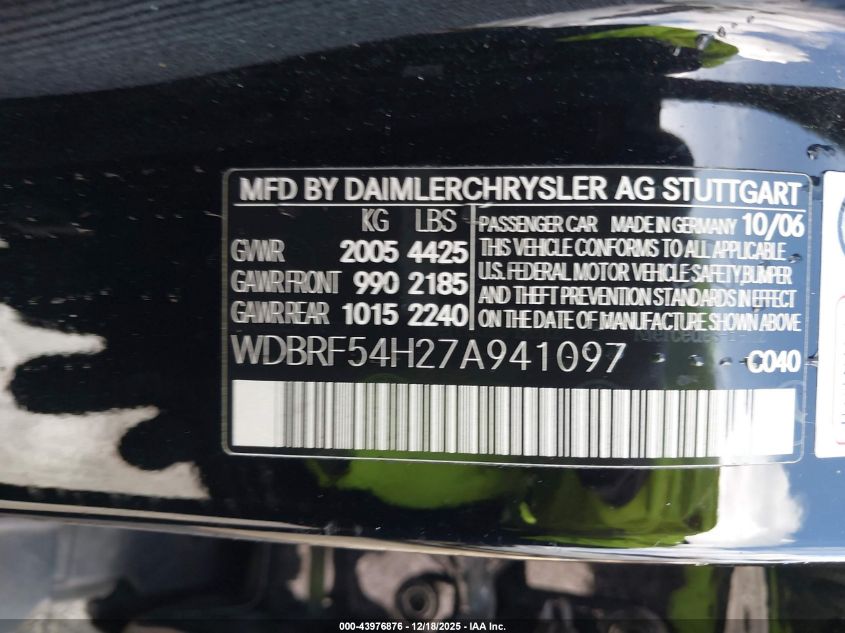 MFD BY DAIMLERCHRYSLER AG STUTTGART
KG LBS
GVWR 2005 4425
GAWR FRONT 990 2185
GAWR REAR 1015 2240
PASSENGER CAR MADE IN GERMANY 10/06
THIS VEHICLE CONFORMS TO ALL APPLICABLE
U.S. FEDERAL MOTOR VEHICLE SAFETY, BUMPER
AND THEFT PREVENTION STANDARDS IN EFFECT
ON THE DATE OF MANUFACTURE SHOWN ABOVE
WDBRF54H27A941097 C040
000-43976876 - 12/18/2025 - IAA Inc.